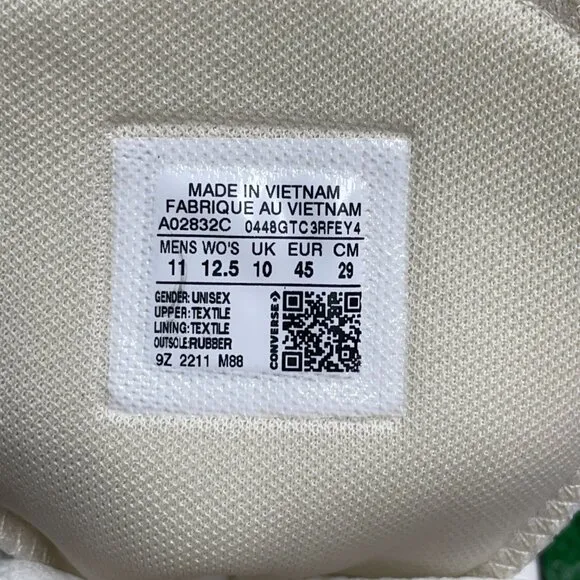 MADE IN VIETNAM
FABRIQUE AU VIETNAM
A02832C 0448GTC3RFEY4
MENS WO'S UK EUR CM
11 12.5 10 45 29
GENDER: UNISEX
UPPER: TEXTILE
LINING: TEXTILE
OUTSOLE: RUBBER
9Z 2211 M88
CONVERSE